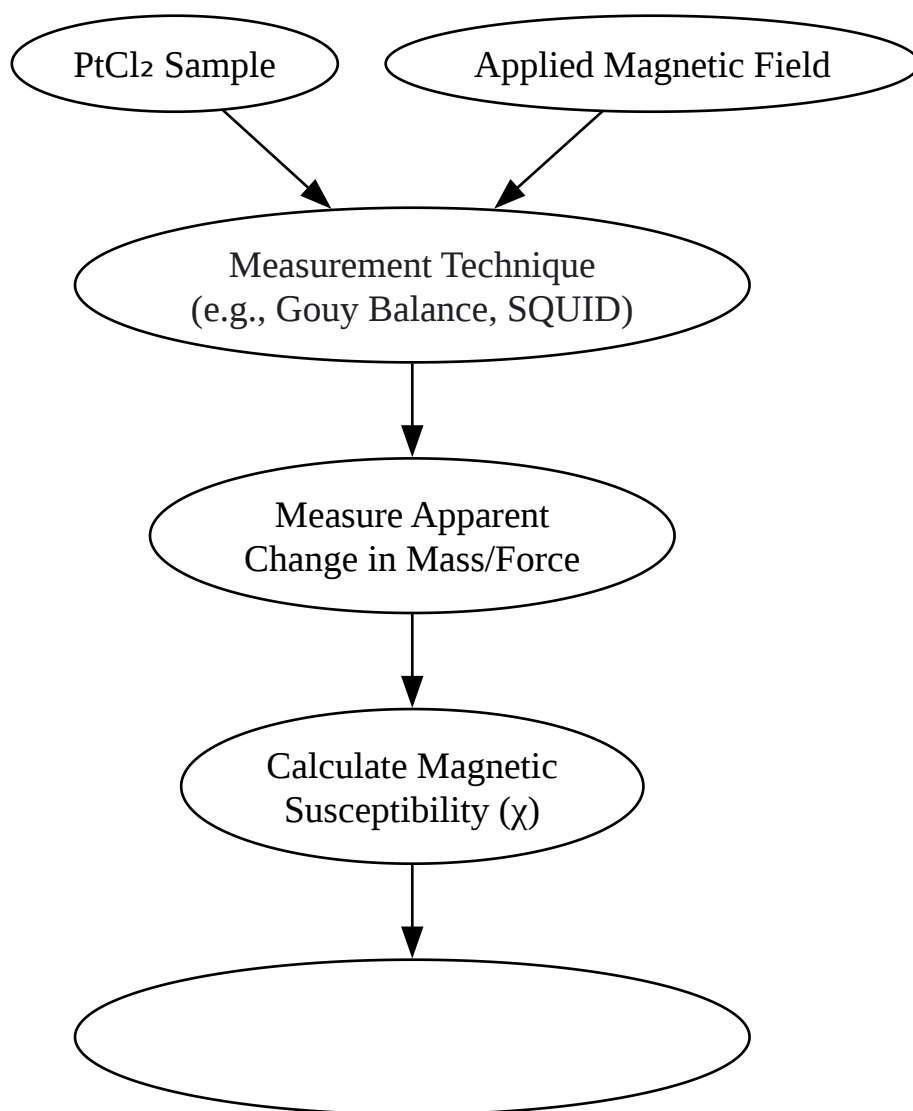 PtCl₂ Sample
Applied Magnetic Field
Measurement Technique
(e.g., Gouy Balance, SQUID)
Measure Apparent
Change in Mass/Force
Calculate Magnetic
Susceptibility (χ)